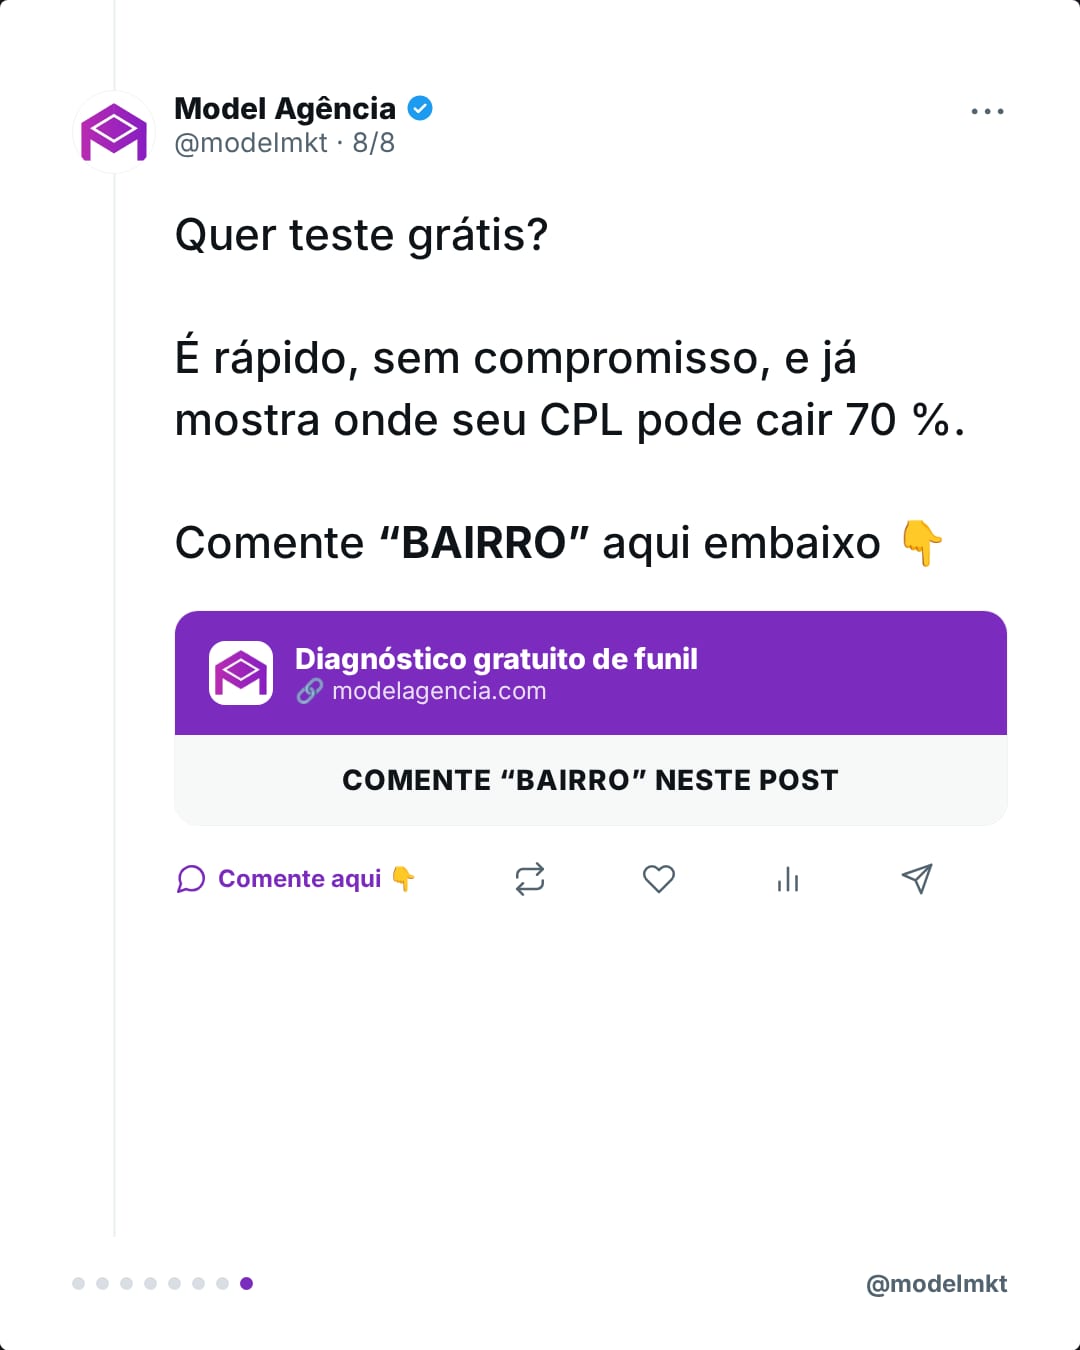 Model Agência
@modelmkt · 8/8
Quer teste grátis?
É rápido, sem compromisso, e já
mostra onde seu CPL pode cair 70 %.
Comente “BAIRRO” aqui embaixo 👇
Diagnóstico gratuito de funil
🔗 modelagencia.com
COMENTE “BAIRRO” NESTE POST
Comente aqui 👇
@modelmkt